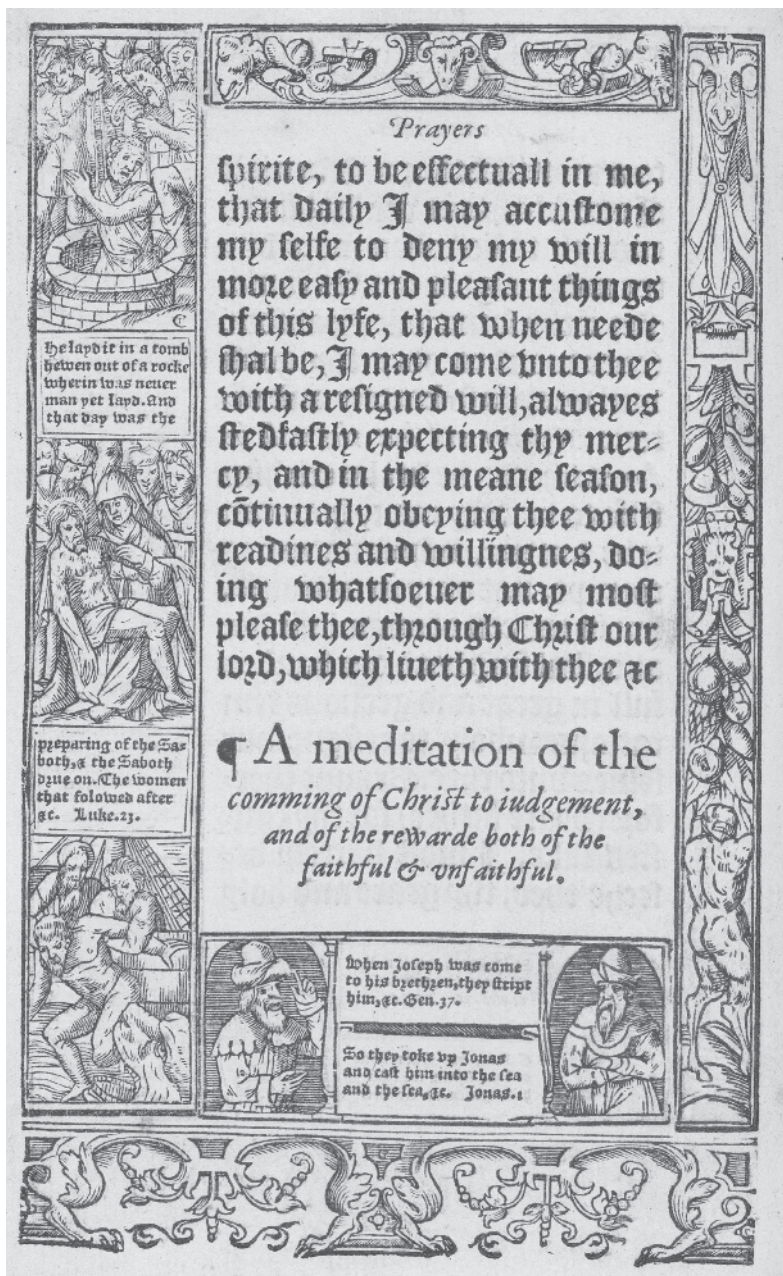 Prayers
spirite, to be effectuall in me,
that daily I may accustome
my selfe to deny my will in
more easy and pleasant things
of this lyfe, that when neede
shal be, I may come vnto thee
with a resigned will, alwayes
stedfastly expecting thy mer-
cy, and in the meane season,
cōtinually obeying thee with
readines and willingnes, do-
ing whatsoeuer may most
please thee, through Christ our
lord, which liueth with thee &c
¶ A meditation of the
comming of Christ to iudgement,
and of the rewarde both of the
faithful & vnfaithful.
He layd it in a tomb
hewen out of a rocke
wherin was neuer
man yet layd. And
that day was the
preparing of the Sa-
both, & the Saboth
drue on. The women
that folowed after
&c. Luke. 23.
When Joseph was come
to his brethren, they stript
him, &c. Gen. 37.
So they toke vp Jonas
and cast him into the sea
and the sea, &c. Jonas. 1